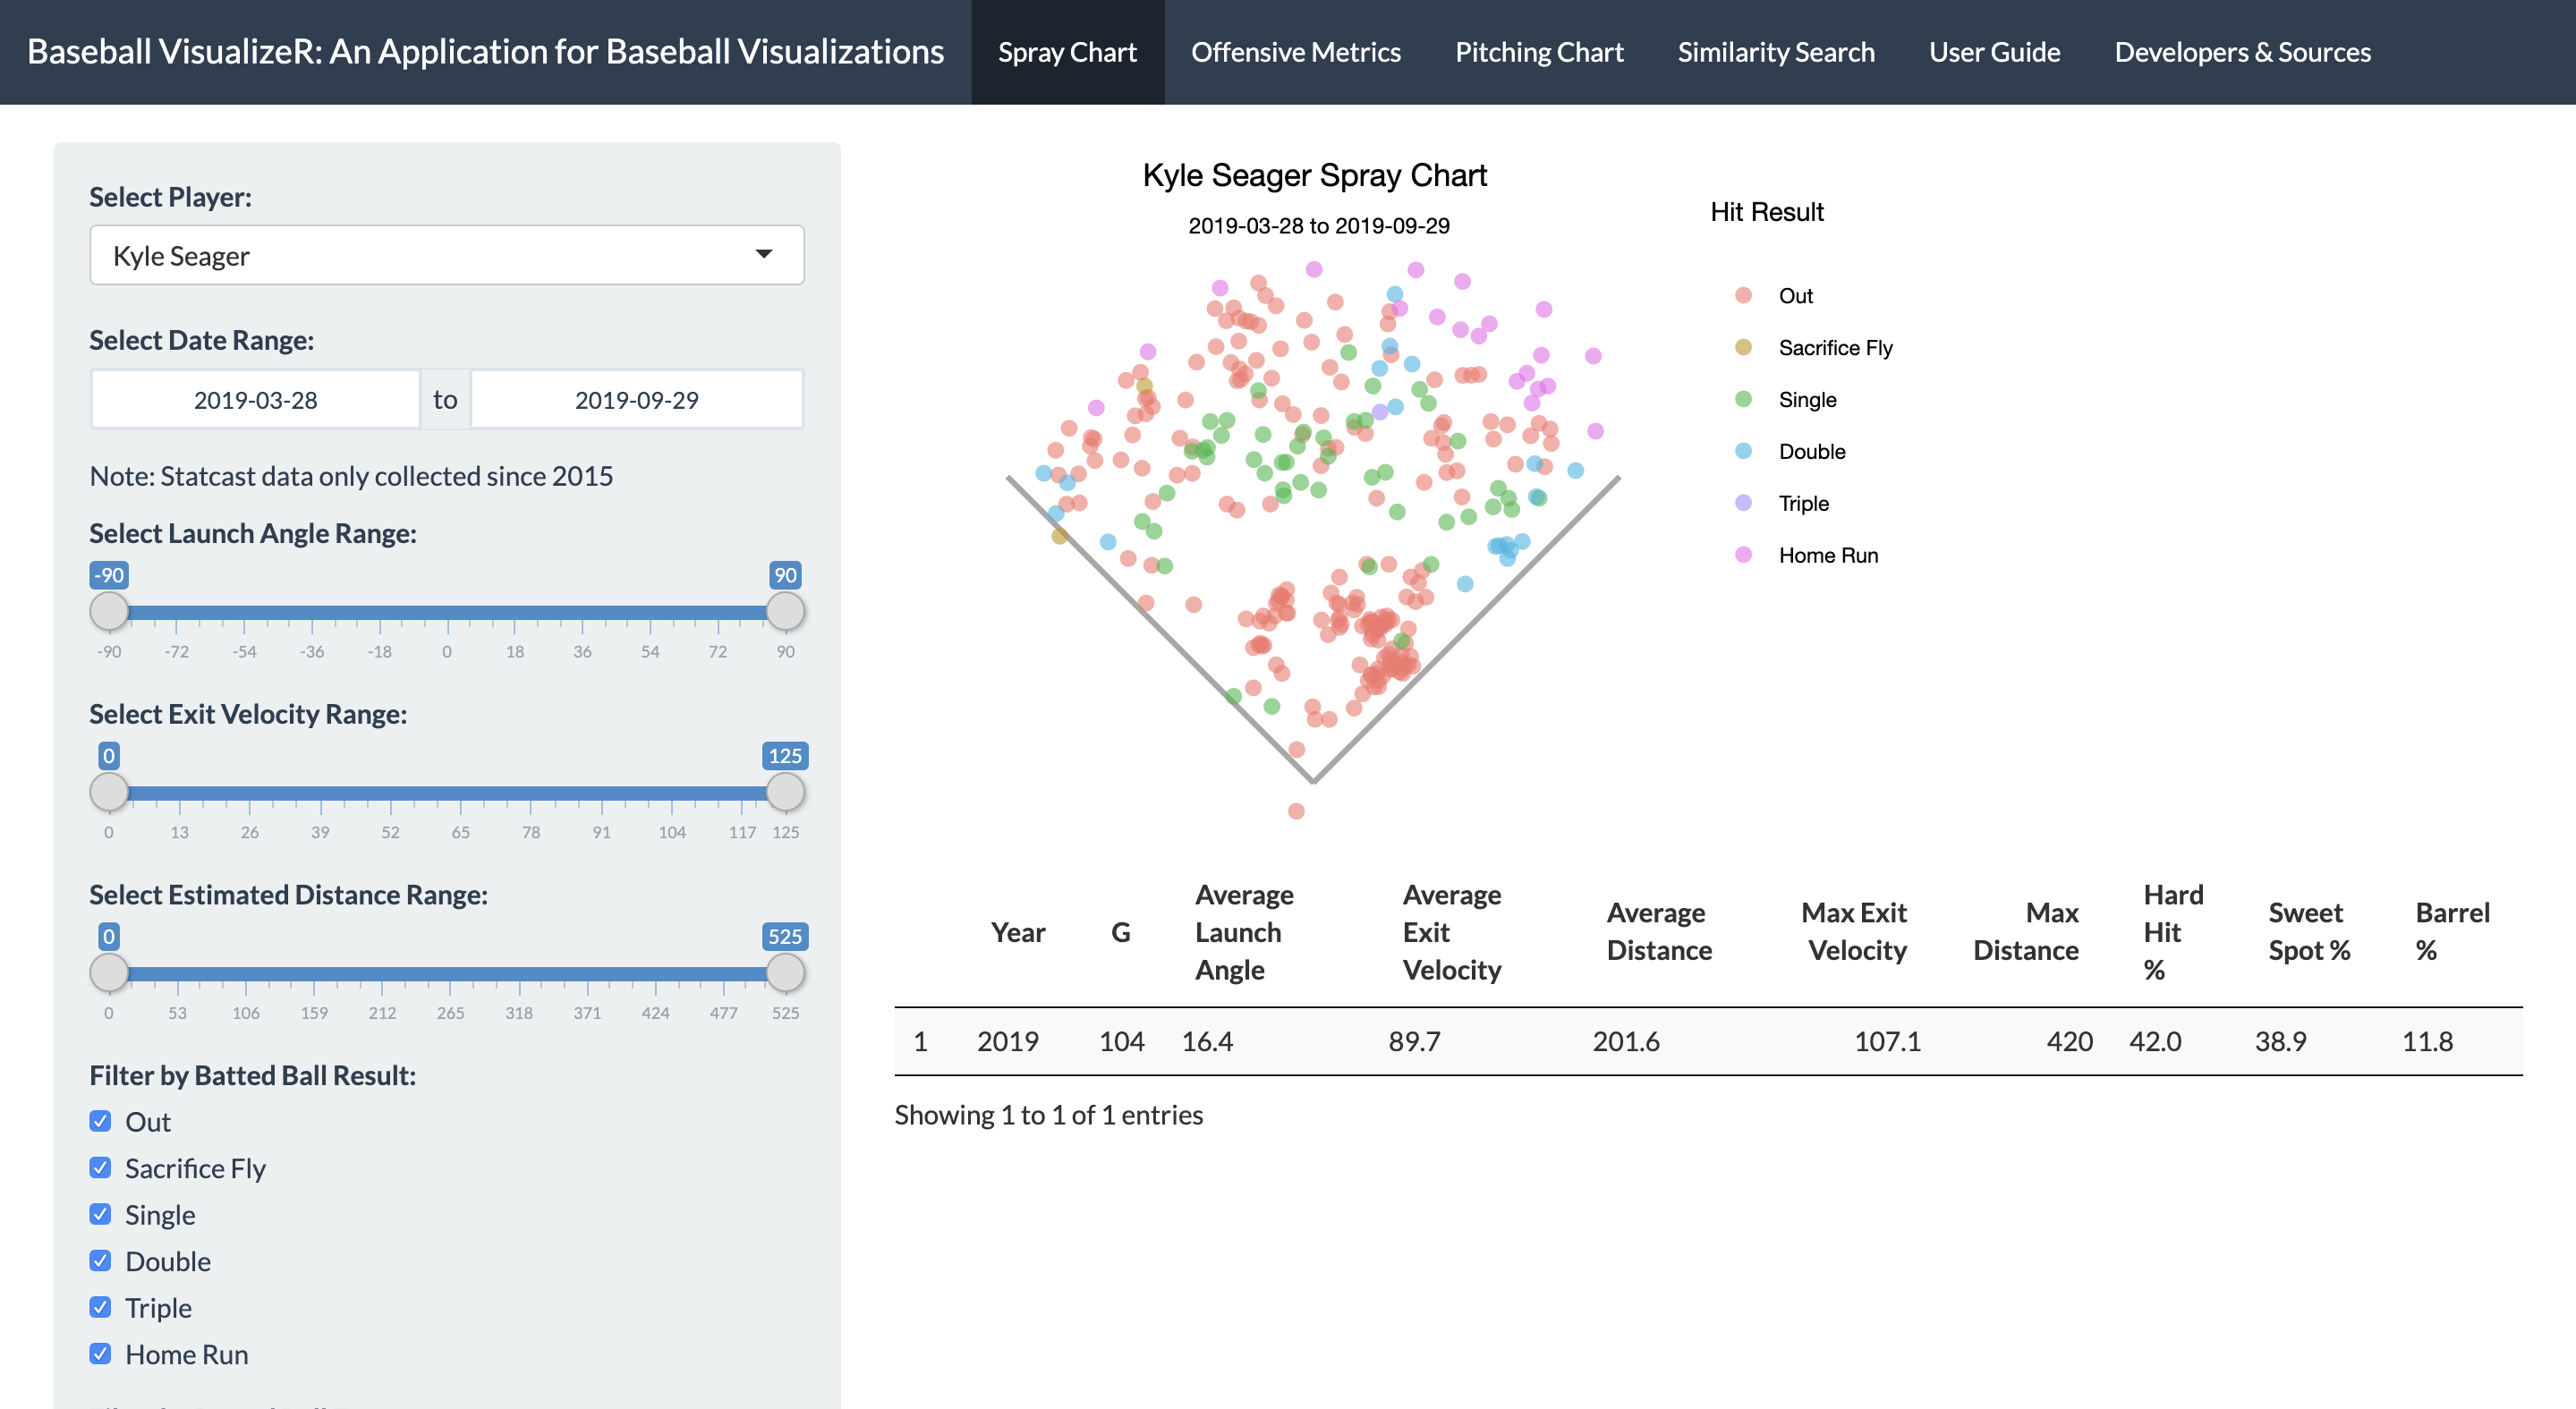 Baseball VisualizeR: An Application for Baseball Visualizations
Spray Chart
Offensive Metrics
Pitching Chart
Similarity Search
User Guide
Developers & Sources
Select Player:
Kyle Seager
Select Date Range:
2019-03-28 to 2019-09-29
Note: Statcast data only collected since 2015
Select Launch Angle Range:
-90 90
-90 -72 -54 -36 -18 0 18 36 54 72 90
Select Exit Velocity Range:
0 125
0 13 26 39 52 65 78 91 104 117 125
Select Estimated Distance Range:
0 525
0 53 106 159 212 265 318 371 424 477 525
Filter by Batted Ball Result:
Out
Sacrifice Fly
Single
Double
Triple
Home Run
Kyle Seager Spray Chart
2019-03-28 to 2019-09-29
Hit Result
Out
Sacrifice Fly
Single
Double
Triple
Home Run
Year
G
Average
Launch
Angle
Average
Exit
Velocity
Average
Distance
Max Exit
Velocity
Max
Distance
Hard
Hit
%
Sweet
Spot %
Barrel
%
1 2019 104 16.4 89.7 201.6 107.1 420 42.0 38.9 11.8
Showing 1 to 1 of 1 entries